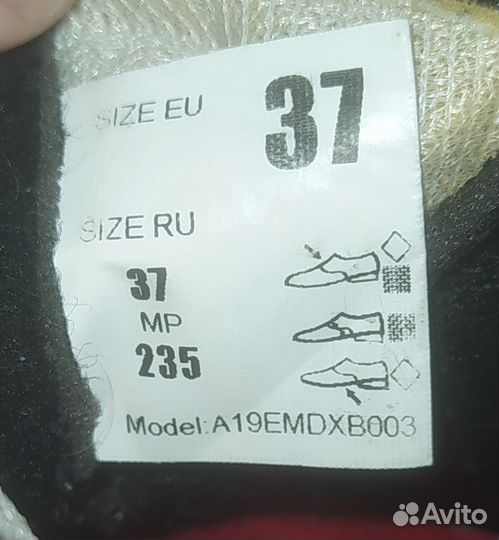 SIZE EU 37
SIZE RU
37
MP
235
Model:A19EMDXB003
Avito